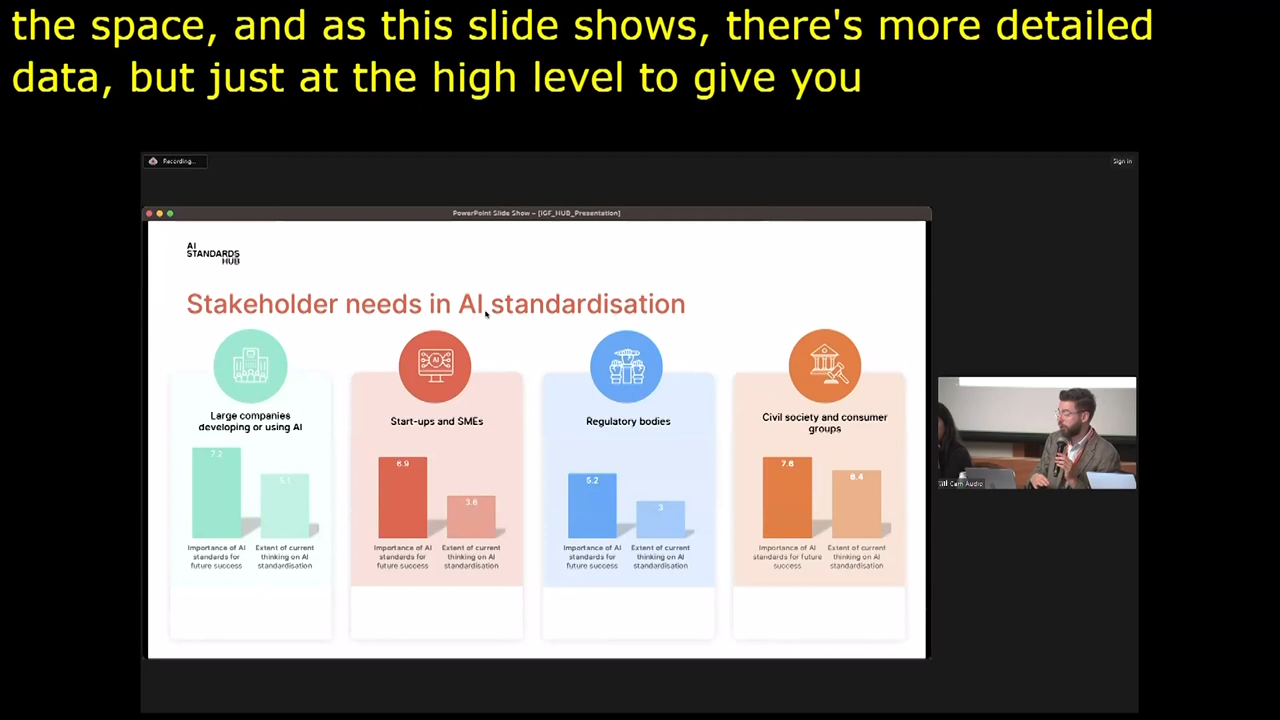 the space, and as this slide shows, there's more detailed
data, but just at the high level to give you
Recording...
Sign in
PowerPoint Slide Show – [IGF_HUB_Presentation]
AI
STANDARDS
HUB
Stakeholder needs in AI standardisation
AI
Large companies
developing or using AI
Start-ups and SMEs
Regulatory bodies
Civil society and consumer
groups
7.2
5.1
6.9
3.6
5.2
3
7.6
6.4
Importance of AI
standards for
future success
Extent of current
thinking on AI
standardisation
Importance of AI
standards for
future success
Extent of current
thinking on AI
standardisation
Importance of AI
standards for
future success
Extent of current
thinking on AI
standardisation
Importance of AI
standards for future
success
Extent of current
thinking on AI
standardisation
Cam Audio